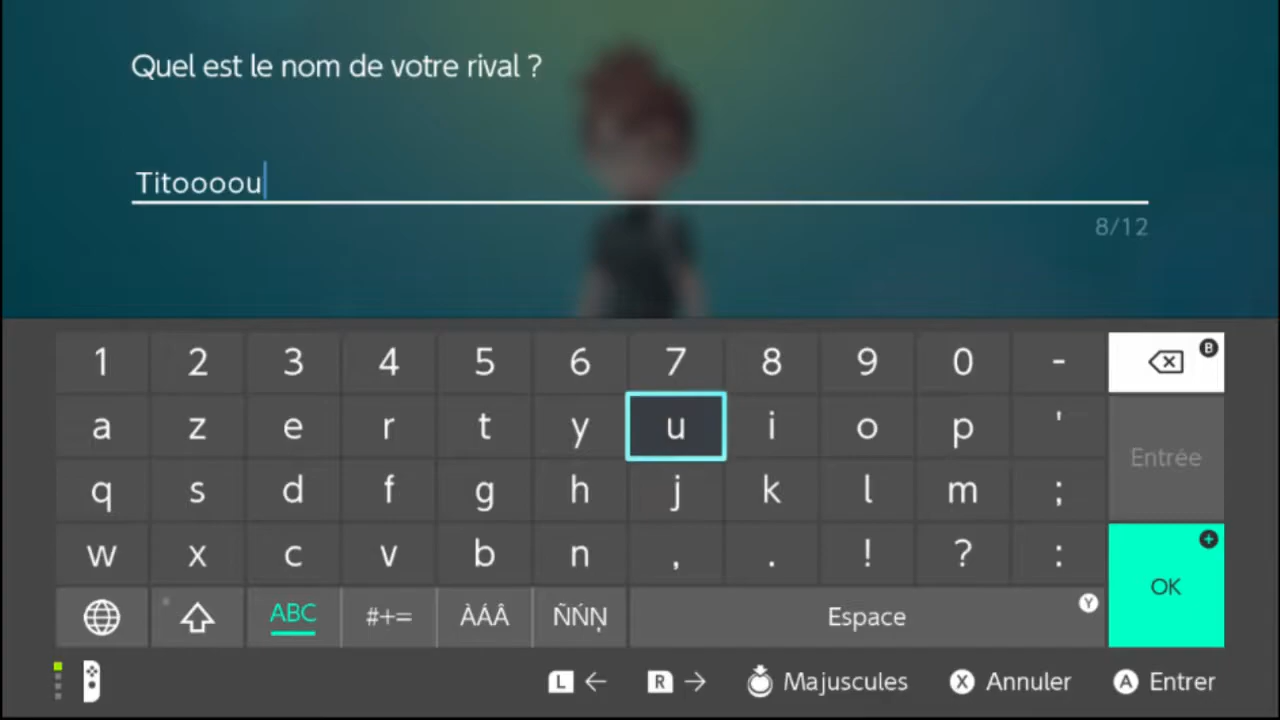 Quel est le nom de votre rival ?
Titoooou
8/12
1 2 3 4 5 6 7 8 9 0 - B
a z e r t y u i o p ' Entrée
q s d f g h j k l m ;
w x c v b n , . ! ? : OK
ABC #+= ÀÁÂ ÑŃŅ Espace Y
L ← R → Majuscules X Annuler A Entrer